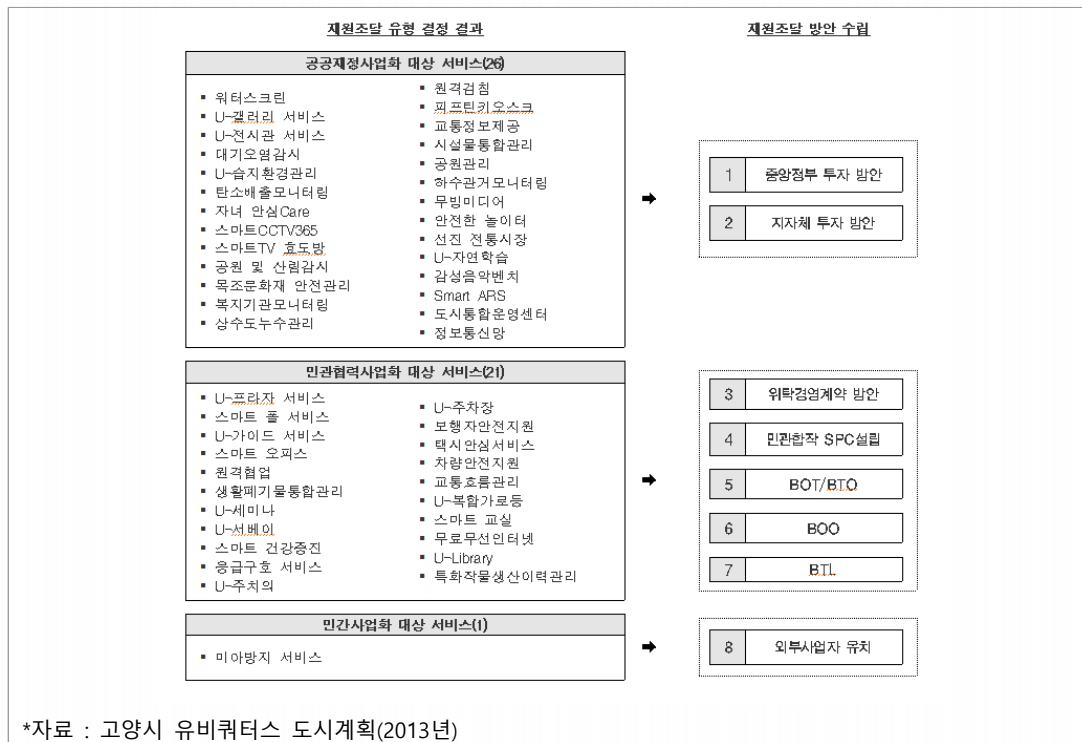 재원조달 유형 결정 결과
재원조달 방안 수립
공공재정사업화 대상 서비스(26)
▪ 워터스크린
▪ U-갤러리 서비스
▪ U-전시관 서비스
▪ 대기오염감시
▪ U-습지환경관리
▪ 탄소배출모니터링
▪ 자녀 안심Care
▪ 스마트CCTV365
▪ 스마트TV 효도방
▪ 공원 및 산림감시
▪ 목조문화재 안전관리
▪ 복지기관모니터링
▪ 상수도누수관리
▪ 원격검침
▪ 피프틴키오스크
▪ 교통정보제공
▪ 시설물통합관리
▪ 공원관리
▪ 하수관거모니터링
▪ 무빙미디어
▪ 안전한 놀이터
▪ 선진 전통시장
▪ U-자연학습
▪ 감성음악벤치
▪ Smart ARS
▪ 도시통합운영센터
▪ 정보통신망
1 중앙정부 투자 방안
2 지자체 투자 방안
민관협력사업화 대상 서비스(21)
▪ U-프라자 서비스
▪ 스마트 폴 서비스
▪ U-가이드 서비스
▪ 스마트 오피스
▪ 원격협업
▪ 생활폐기물통합관리
▪ U-세미나
▪ U-서베이
▪ 스마트 건강증진
▪ 응급구호 서비스
▪ U-주치의
▪ U-주차장
▪ 보행자안전지원
▪ 택시안심서비스
▪ 차량안전지원
▪ 교통흐름관리
▪ U-복합가로등
▪ 스마트 교실
▪ 무료무선인터넷
▪ U-Library
▪ 특화작물생산이력관리
3 위탁경영계약 방안
4 민관합작 SPC설립
5 BOT/BTO
6 BOO
7 BTL
민간사업화 대상 서비스(1)
▪ 미아방지 서비스
8 외부사업자 유치
*자료 : 고양시 유비쿼터스 도시계획(2013년)